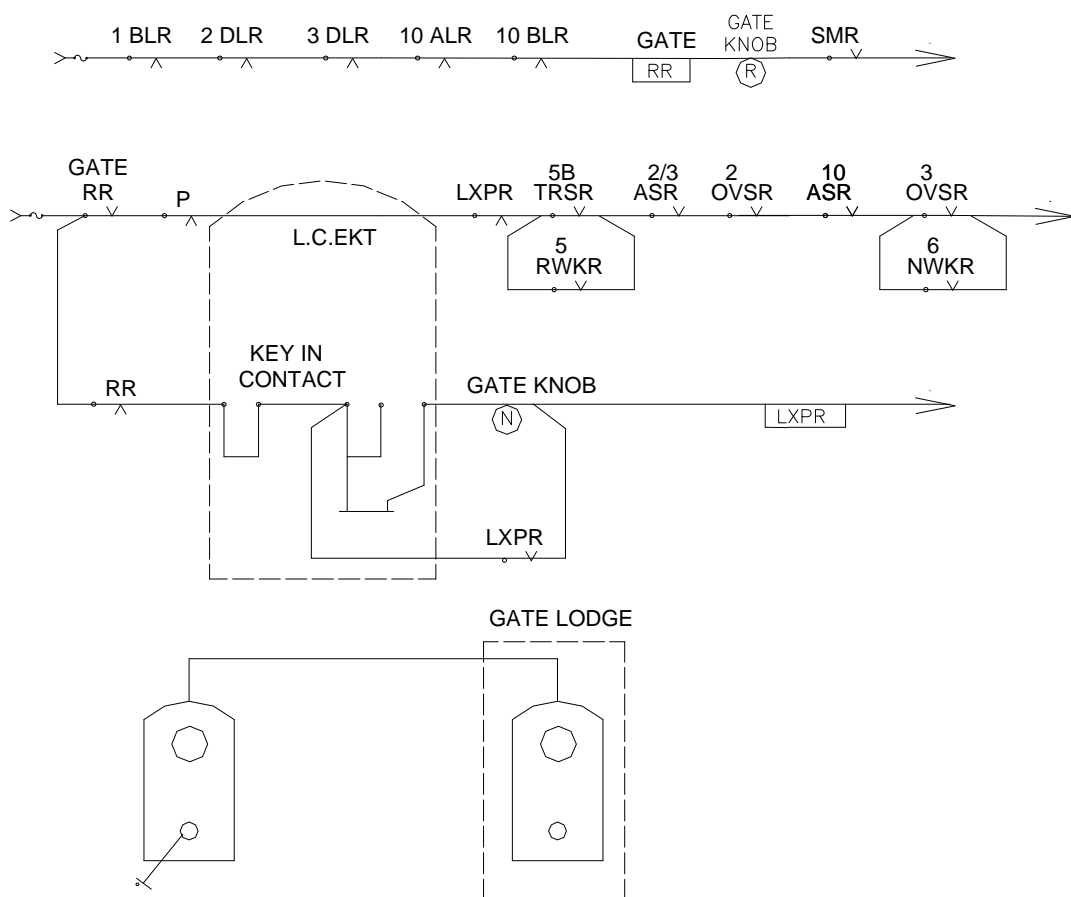 1 BLR 2 DLR 3 DLR 10 ALR 10 BLR GATE GATE KNOB SMR
RR R
GATE RR P LXPR 5B TRSR 2/3 ASR 2 OVSR 10 ASR 3 OVSR
L.C.EKT
5 RWKR 6 NWKR
RR KEY IN CONTACT GATE KNOB
N LXPR
LXPR
GATE LODGE